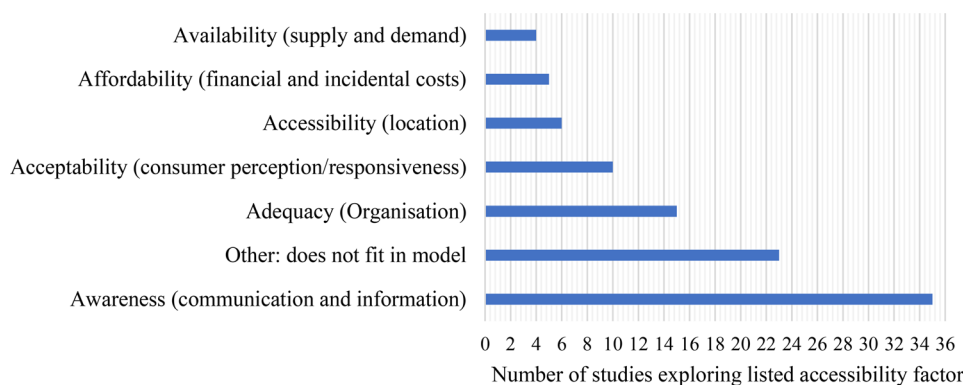 Availability (supply and demand)
Affordability (financial and incidental costs)
Accessibility (location)
Acceptability (consumer perception/responsiveness)
Adequacy (Organisation)
Other: does not fit in model
Awareness (communication and information)
0 2 4 6 8 10 12 14 16 18 20 22 24 26 28 30 32 34 36
Number of studies exploring listed accessibility factor